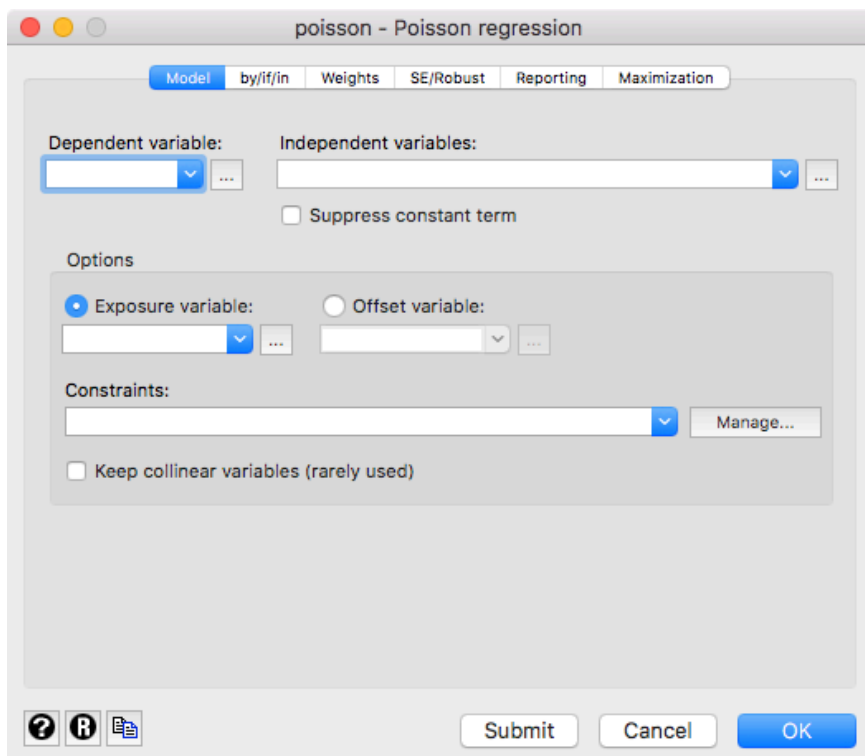 poisson - Poisson regression
Model by/if/in Weights SE/Robust Reporting Maximization
Dependent variable: Independent variables:
... ...
Suppress constant term
Options
Exposure variable: Offset variable:
... ...
Constraints:
Manage...
Keep collinear variables (rarely used)
? R Submit Cancel OK